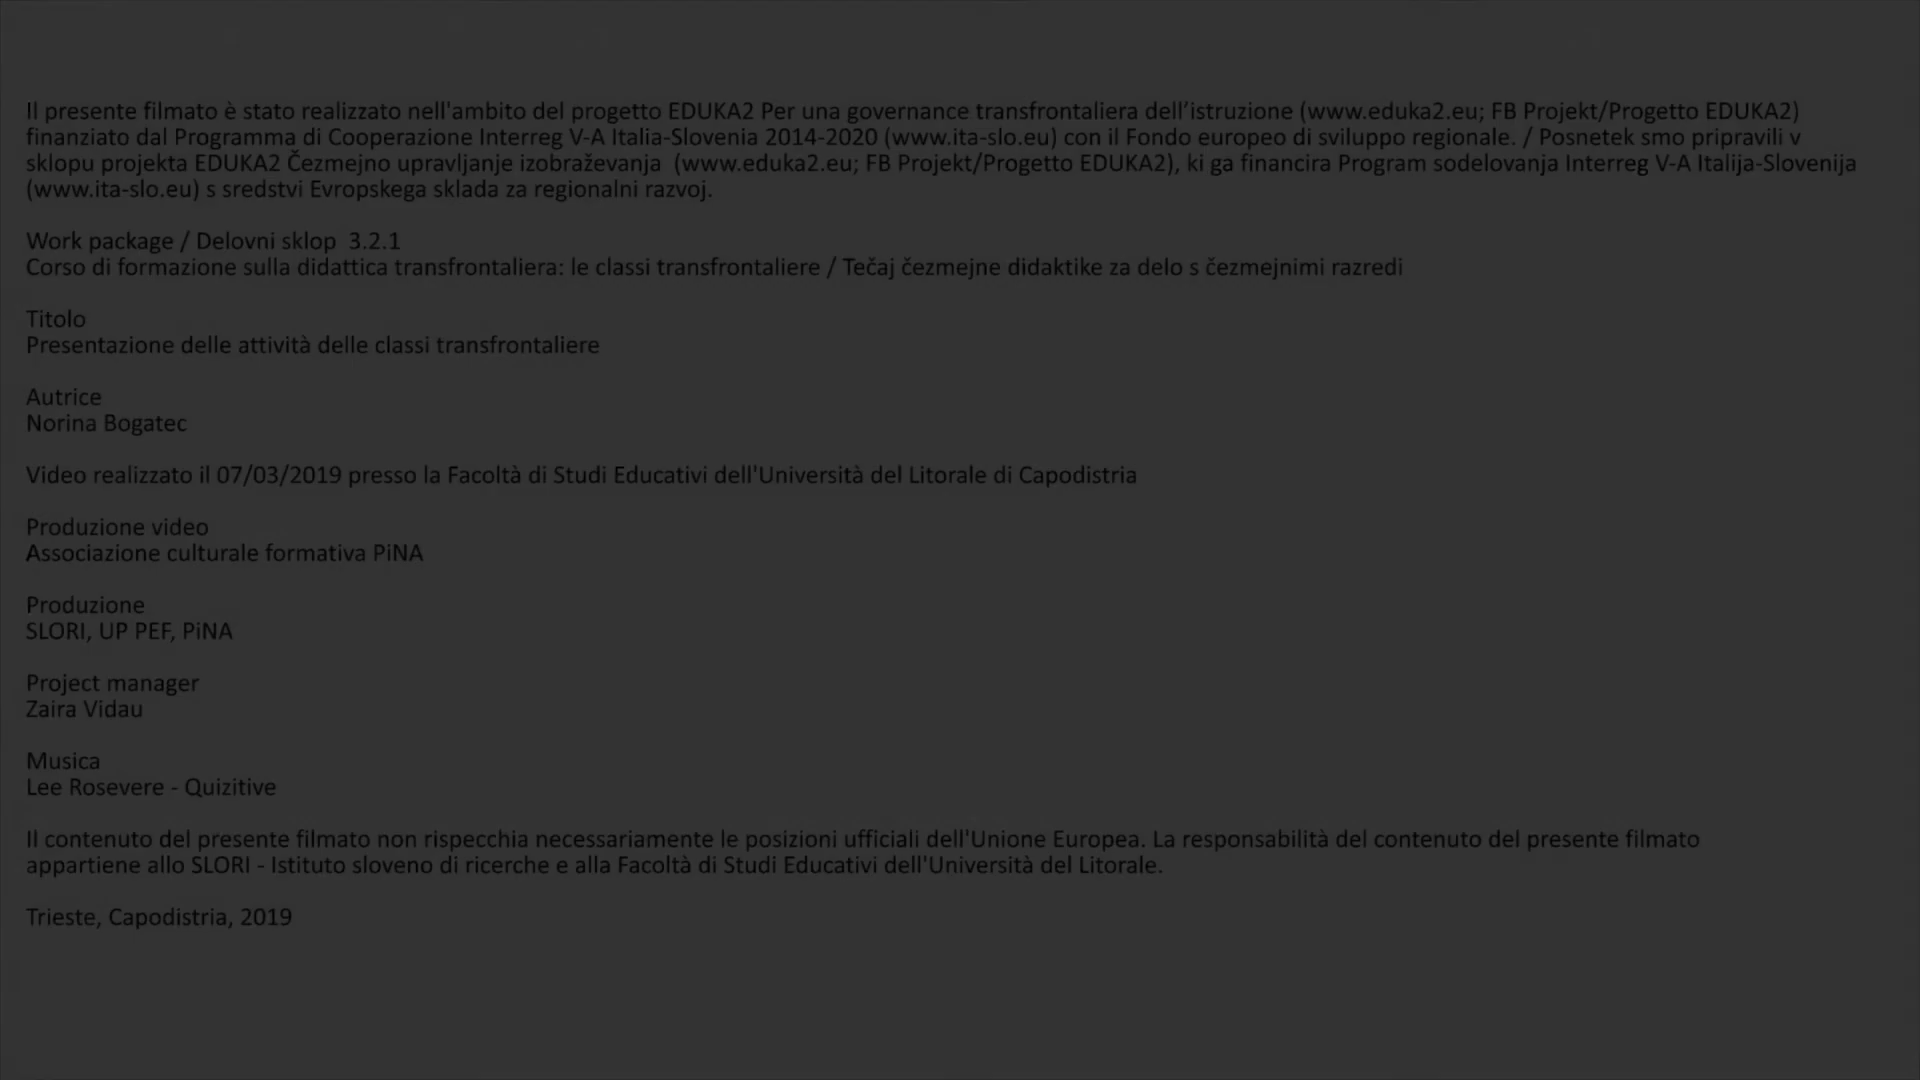 Il presente filmato è stato realizzato nell'ambito del progetto EDUKA2 Per una governance transfrontaliera dell’istruzione (www.eduka2.eu; FB Projekt/Progetto EDUKA2)
finanziato dal Programma di Cooperazione Interreg V-A Italia-Slovenia 2014-2020 (www.ita-slo.eu) con il Fondo europeo di sviluppo regionale. / Posnetek smo pripravili v
sklopu projekta EDUKA2 Čezmejno upravljanje izobraževanja  (www.eduka2.eu; FB Projekt/Progetto EDUKA2), ki ga financira Program sodelovanja Interreg V-A Italija-Slovenija
(www.ita-slo.eu) s sredstvi Evropskega sklada za regionalni razvoj.
Work package / Delovni sklop  3.2.1
Corso di formazione sulla didattica transfrontaliera: le classi transfrontaliere / Tečaj čezmejne didaktike za delo s čezmejnimi razredi
Titolo
Presentazione delle attività delle classi transfrontaliere
Autrice
Norina Bogatec
Video realizzato il 07/03/2019 presso la Facoltà di Studi Educativi dell'Università del Litorale di Capodistria
Produzione video
Associazione culturale formativa PiNA
Produzione
SLORI, UP PEF, PiNA
Project manager
Zaira Vidau
Musica
Lee Rosevere - Quizitive
Il contenuto del presente filmato non rispecchia necessariamente le posizioni ufficiali dell'Unione Europea. La responsabilità del contenuto del presente filmato
appartiene allo SLORI - Istituto sloveno di ricerche e alla Facoltà di Studi Educativi dell'Università del Litorale.
Trieste, Capodistria, 2019